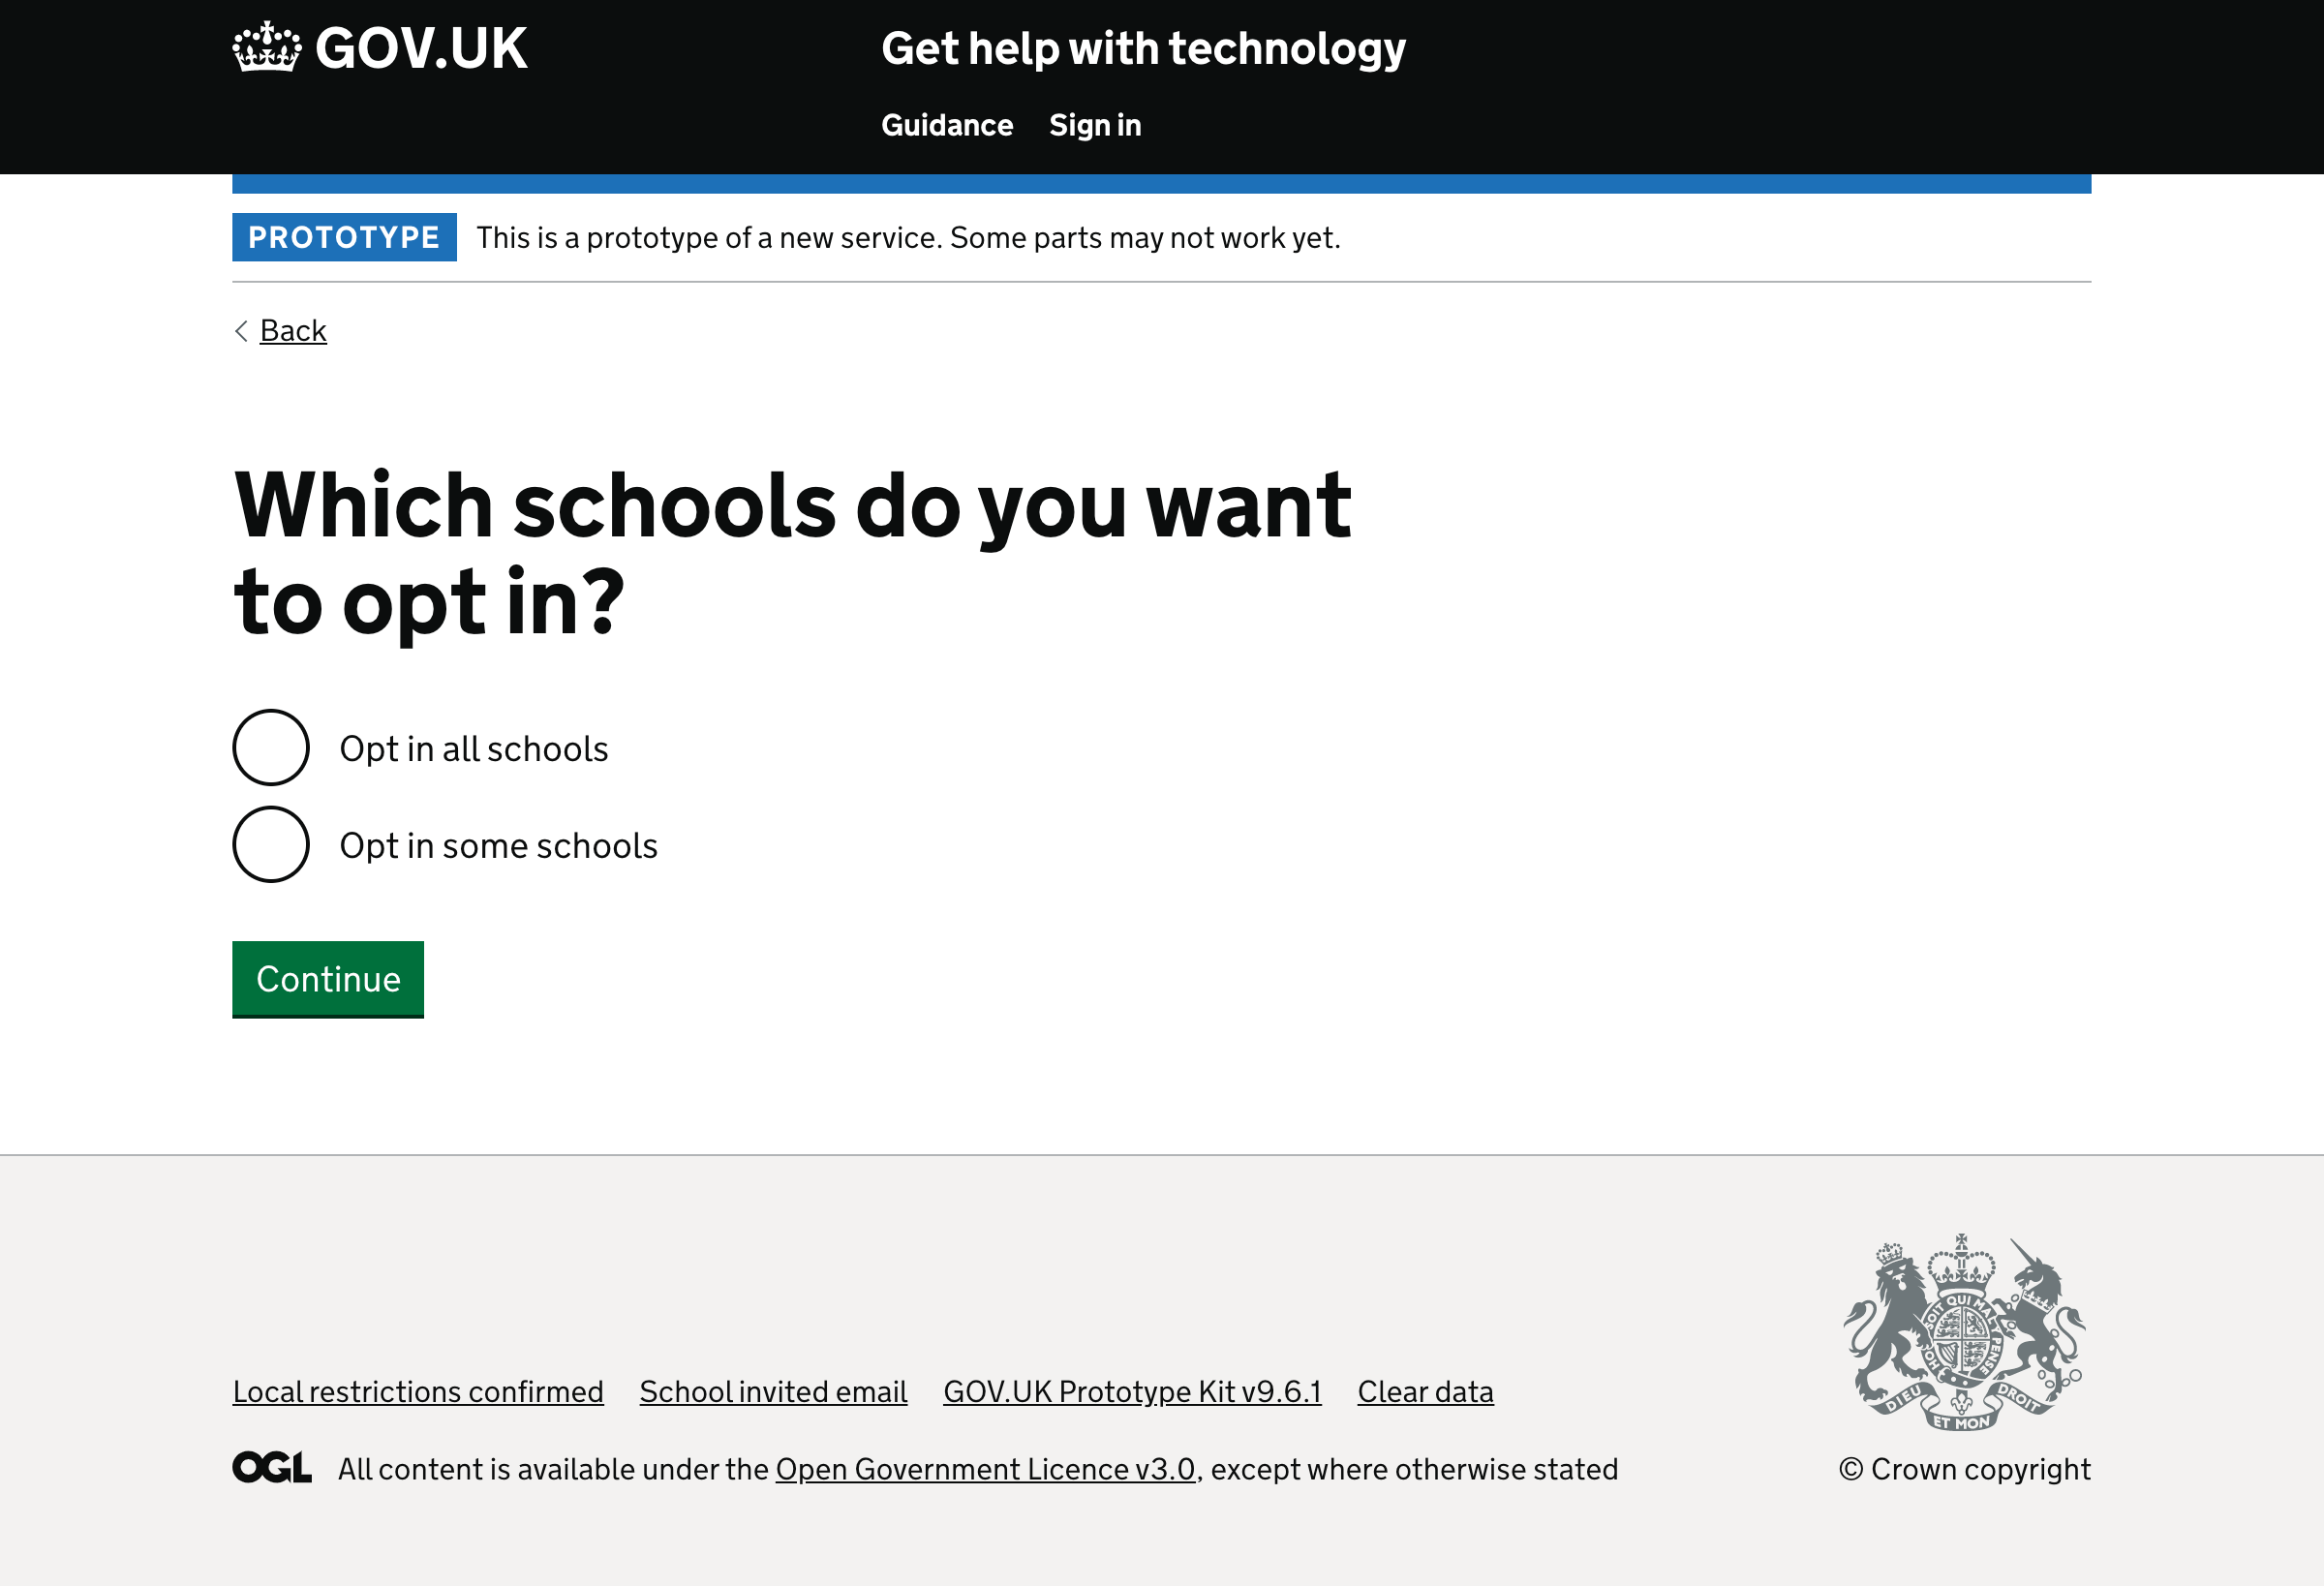 GOV.UK
Get help with technology
Guidance Sign in
PROTOTYPE This is a prototype of a new service. Some parts may not work yet.
Back
Which schools do you want
to opt in?
Opt in all schools
Opt in some schools
Continue
Local restrictions confirmed School invited email GOV.UK Prototype Kit v9.6.1 Clear data
OGL All content is available under the Open Government Licence v3.0, except where otherwise stated
SOIT QUI MAL Y PENSE
HO
DIEU ET MON DROIT
© Crown copyright